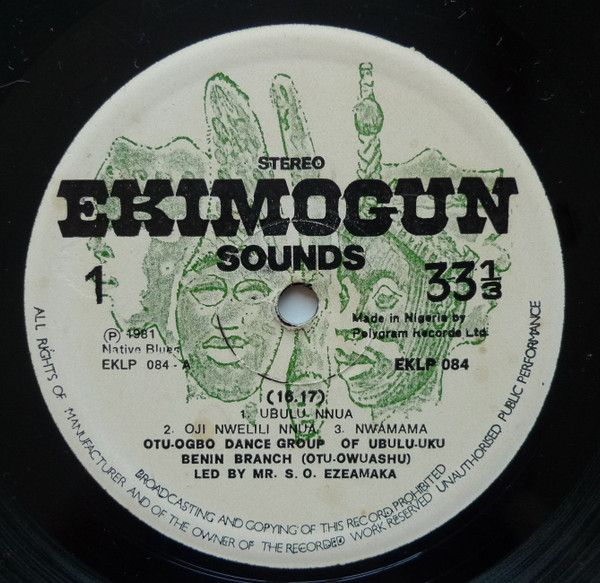 STEREO
EKIMOGUN
SOUNDS
1
33 1/3
Ⓟ 1981
Native Blues
EKLP 084 - A
Made in Nigeria by
Polygram Records Ltd.
EKLP 084
(16.17)
1. UBULU NNUA
2. OJI NWELILI NNUA 3. NWAMAMA
OTU-OGBO DANCE GROUP OF UBULU-UKU
BENIN BRANCH (OTU-OWUASHU)
LED BY MR. S. O. EZEAMAKA
ALL RIGHTS OF MANUFACTURER AND OF THE OWNER OF THE RECORDED WORK RESERVED UNAUTHORISED PUBLIC PERFORMANCE
BROADCASTING AND COPYING OF THIS RECORD PROHIBITED